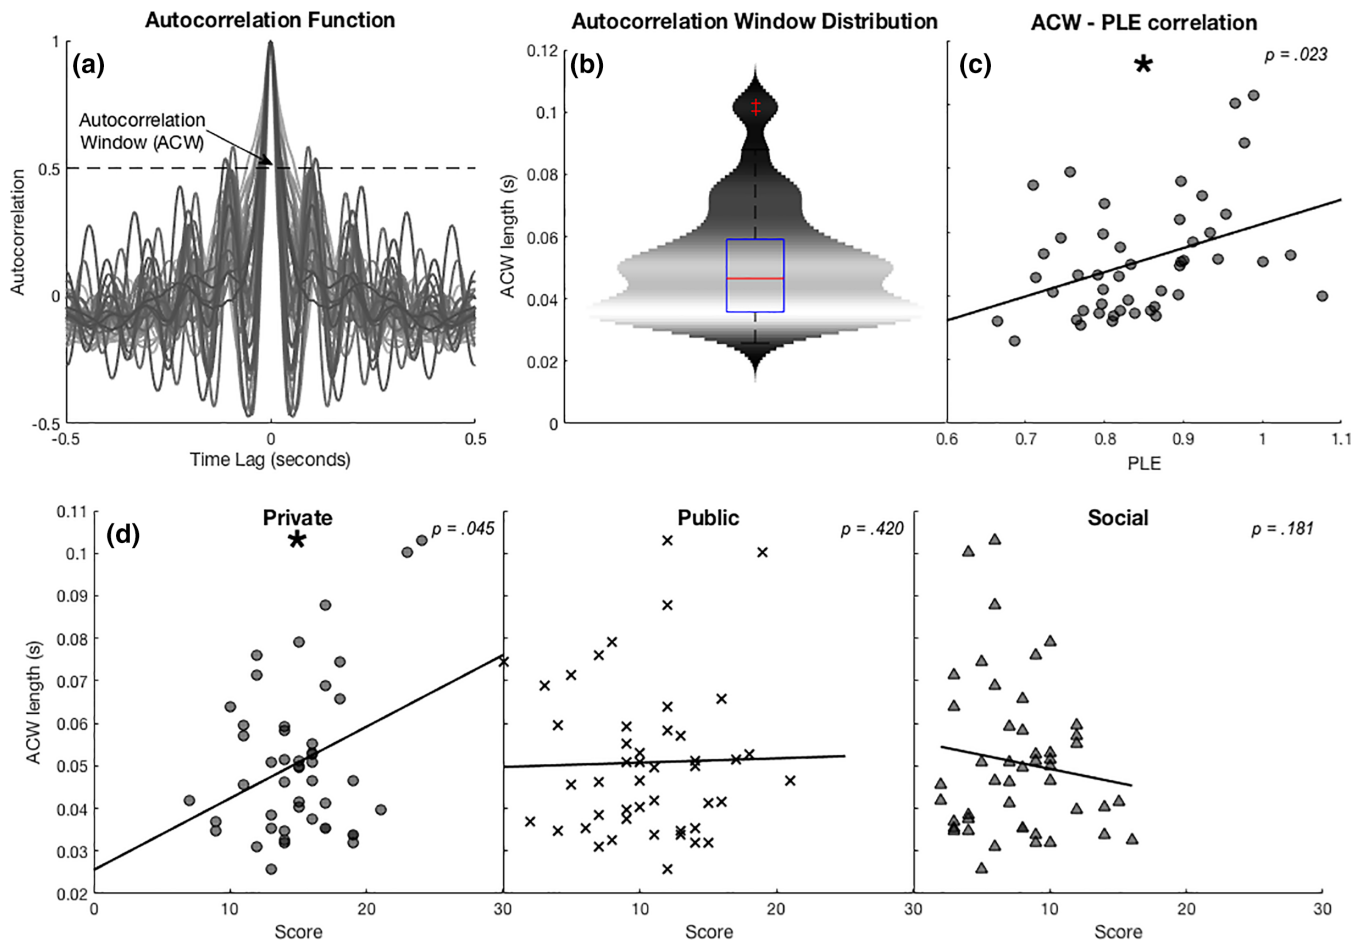 Autocorrelation Function
(a)
Autocorrelation
Window (ACW)
Autocorrelation
1
0.5
0
-0.5
-0.5
0
0.5
Time Lag (seconds)
Autocorrelation Window Distribution
(b)
ACW length (s)
0.12
0.1
0.08
0.06
0.04
0.02
0
ACW - PLE correlation
(c)
*
p = .023
0.6
0.7
0.8
0.9
1
1.1
PLE
(d)
Private
*
p = .045
ACW length (s)
0.11
0.1
0.09
0.08
0.07
0.06
0.05
0.04
0.03
0.02
0
10
20
30
Score
Public
p = .420
10
20
30
Score
Social
p = .181
10
20
30
Score